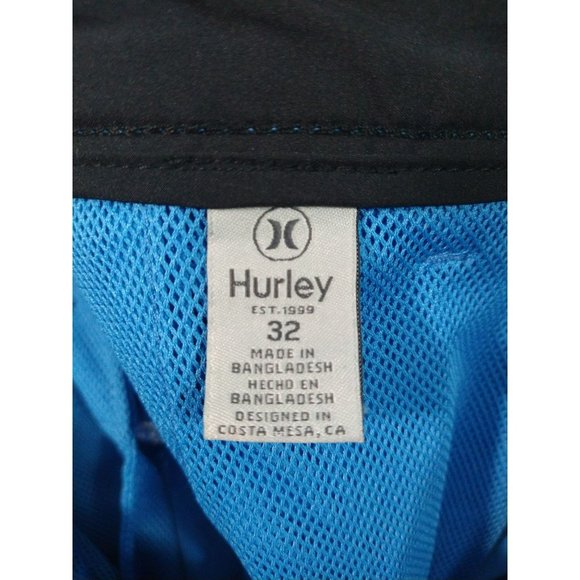 Hurley
EST. 1999
32
MADE IN
BANGLADESH
HECHO EN
BANGLADESH
DESIGNED IN
COSTA MESA, CA